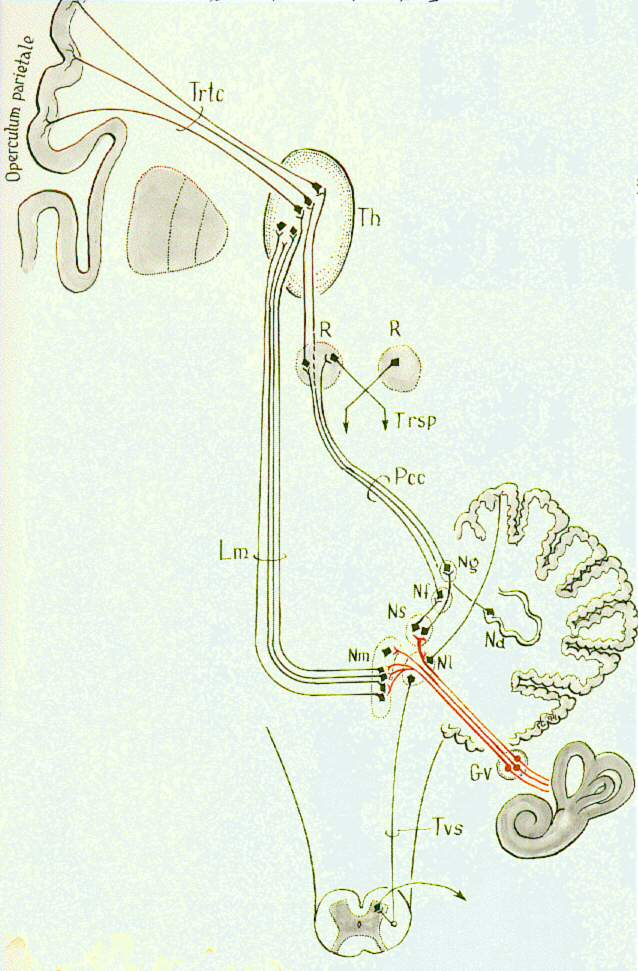 Operculum parietale
Trtc
Th
R
R
Trsp
Pcc
Lm
Ng
Nf
Ns
Nd
Nm
Nl
Gv
Tvs